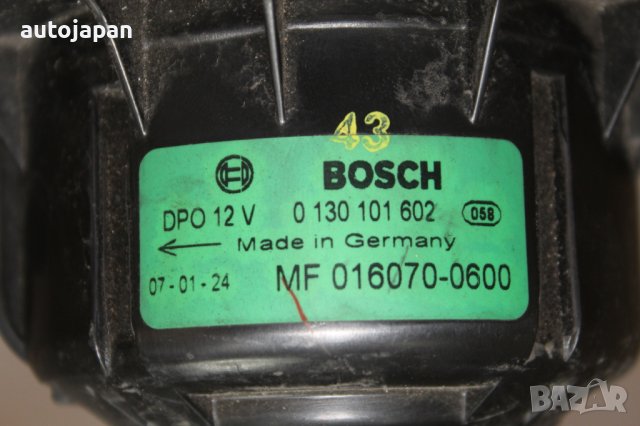 autojapan
43
BOSCH
DPO 12 V 0 130 101 602 058
Made in Germany
07-01-24 MF 016070-0600
BAZAR